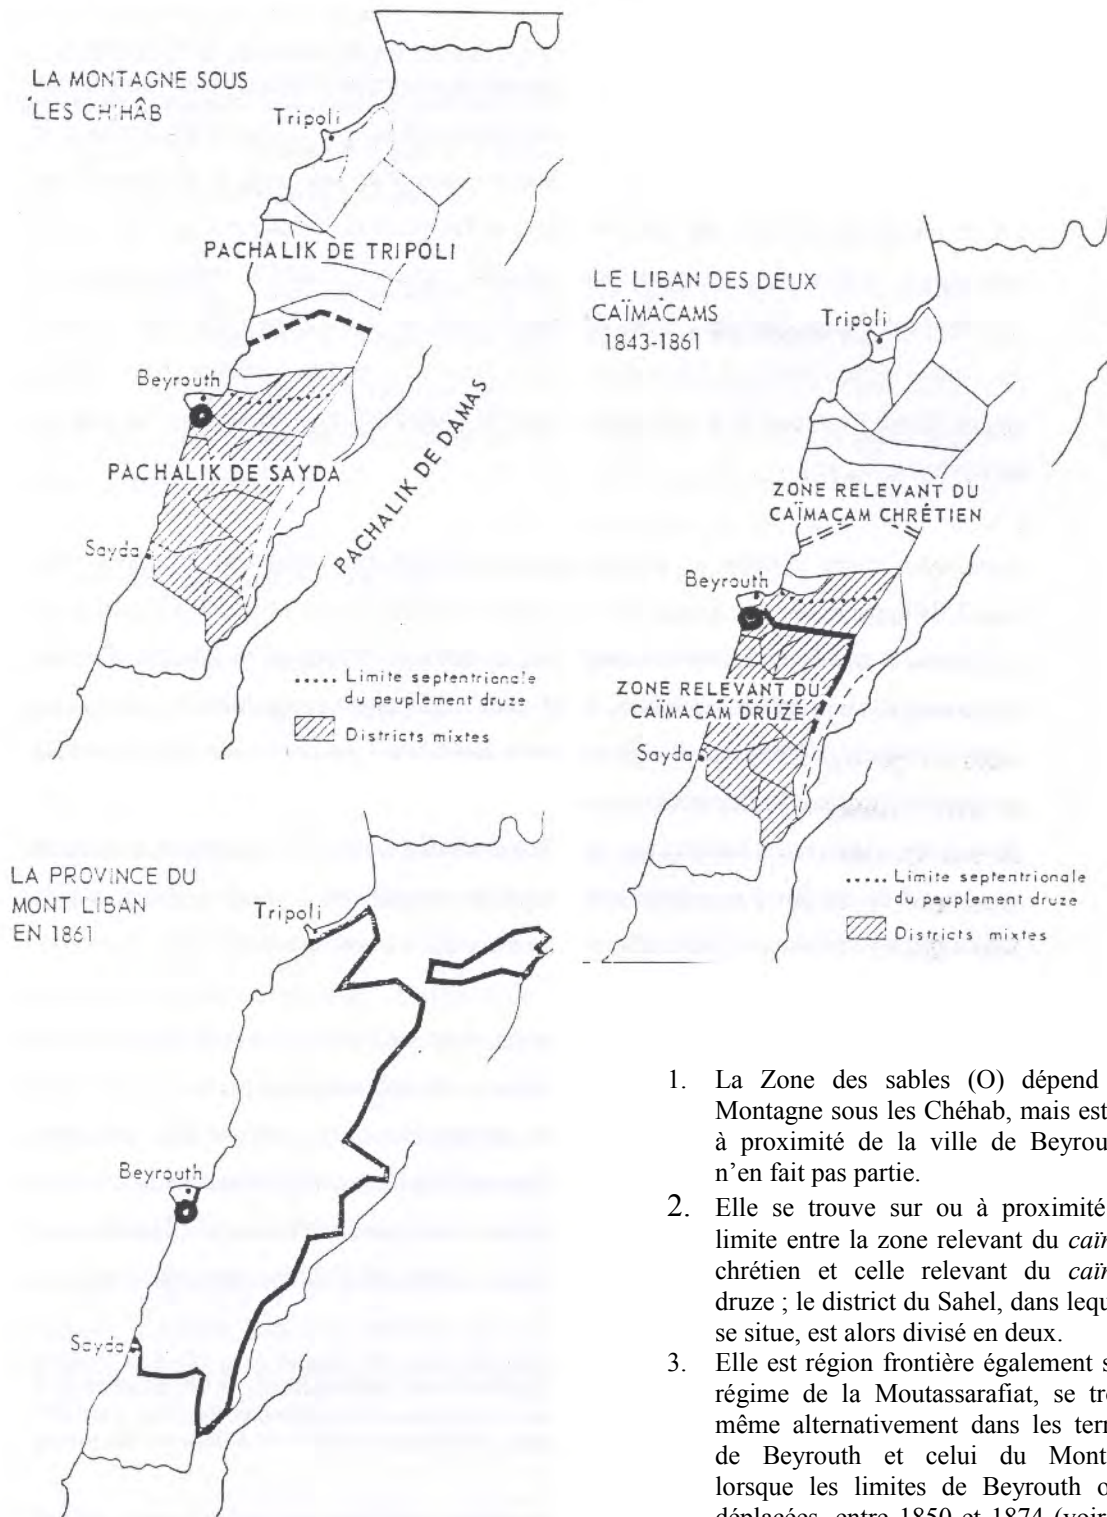 LA MONTAGNE SOUS
LES CHIHÂB
Tripoli
PACHALIK DE TRIPOLI
Beyrouth
PACHALIK DE SAYDA
PACHALIK DE DAMAS
Sayda
..... Limite septentrionale
du peuplement druze
Districts mixtes
LE LIBAN DES DEUX
CAÏMACAMS
1843-1861
Tripoli
ZONE RELEVANT DU
CAÏMAÇAM CHRÉTIEN
Beyrouth
ZONE RELEVANT DU
CAÏMACAM DRUZE
Sayda
..... Limite septentrionale
du peuplement druze
Districts mixtes
LA PROVINCE DU
MONT LIBAN
EN 1861
Tripoli
Beyrouth
Sayda
1. La Zone des sables (O) dépend
Montagne sous les Chéhab, mais est
à proximité de la ville de Beyrou
n’en fait pas partie.
2. Elle se trouve sur ou à proximité
limite entre la zone relevant du caïn
chrétien et celle relevant du caïn
druze ; le district du Sahel, dans lequ
se situe, est alors divisé en deux.
3. Elle est région frontière également s
régime de la Moutassarafiat, se tr
même alternativement dans les terr
de Beyrouth et celui du Mont
lorsque les limites de Beyrouth o
déplacées, entre 1850 et 1874 (voir